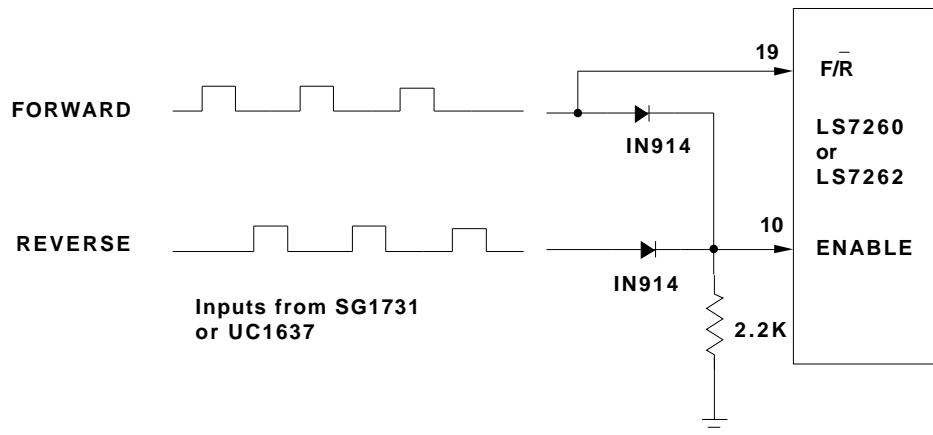 19
F/R̅
FORWARD
IN914
LS7260
or
LS7262
REVERSE
10
ENABLE
IN914
Inputs from SG1731
or UC1637
2.2K